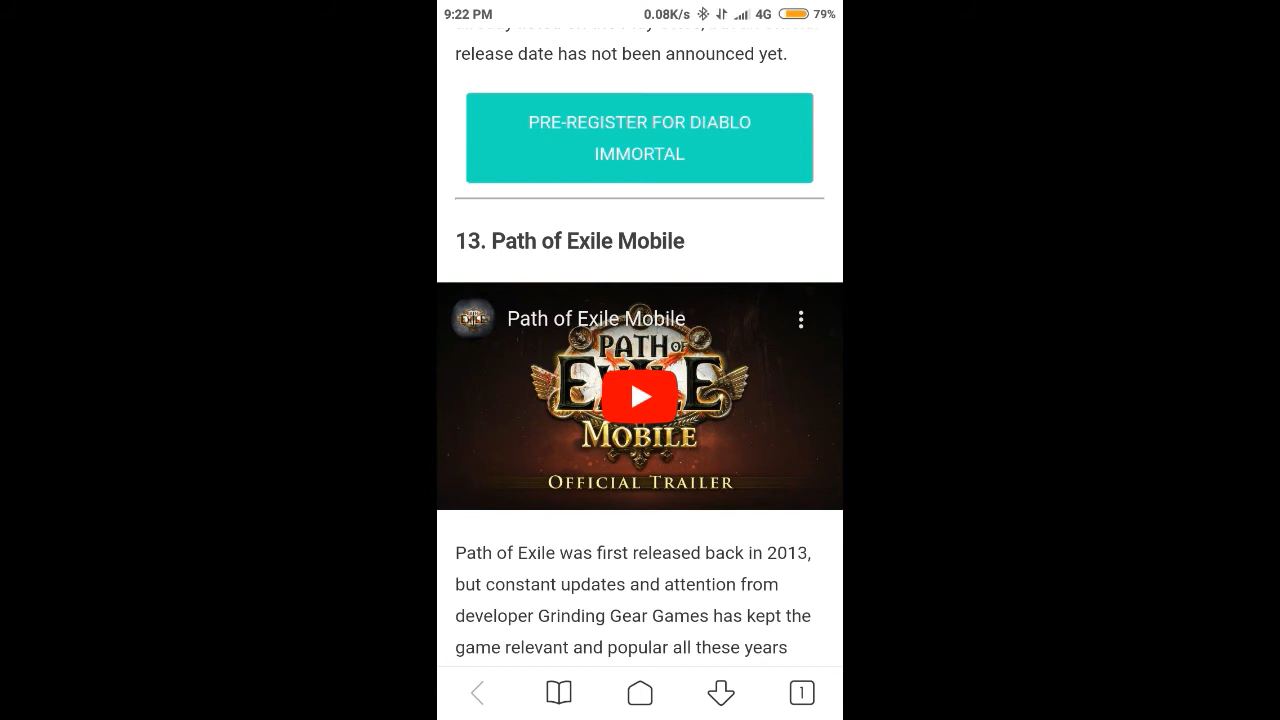 9:22 PM 0.08K/s 4G 79%
release date has not been announced yet.
PRE-REGISTER FOR DIABLO
IMMORTAL
13. Path of Exile Mobile
Path of Exile Mobile
PATH OF
EXILE
MOBILE
OFFICIAL TRAILER
Path of Exile was first released back in 2013,
but constant updates and attention from
developer Grinding Gear Games has kept the
game relevant and popular all these years
1